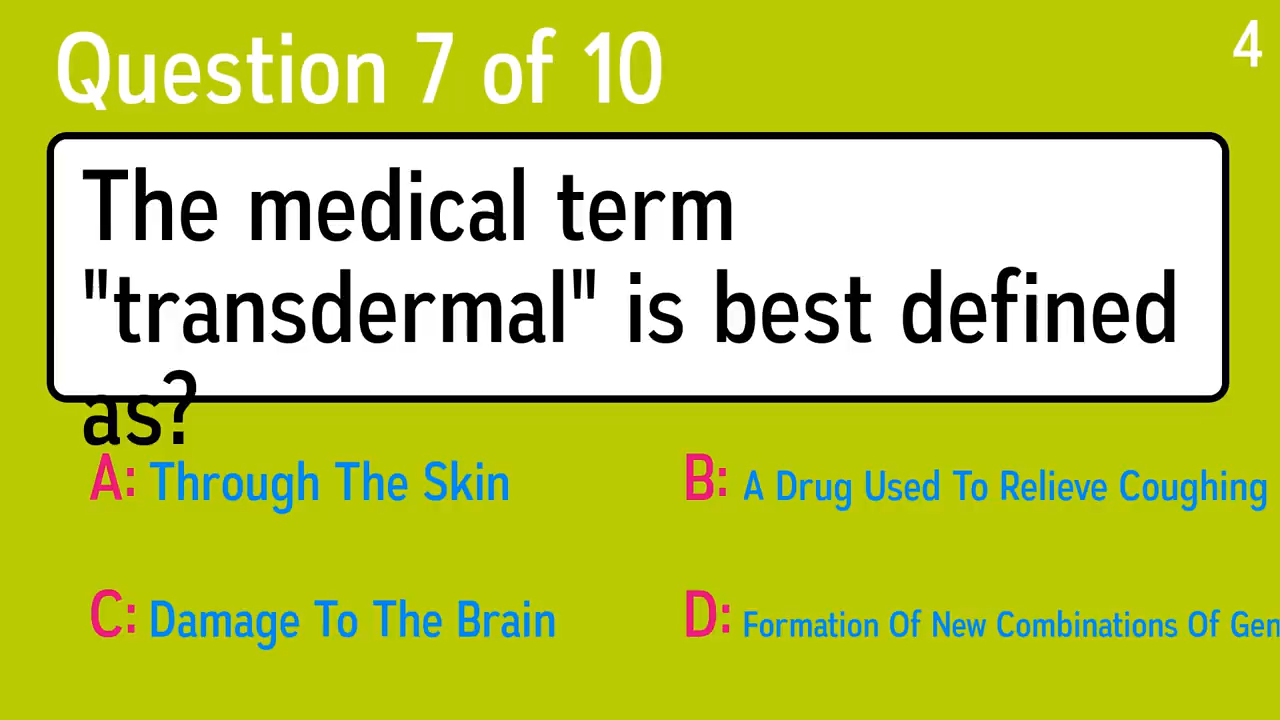 Question 7 of 10
4
The medical term
"transdermal" is best defined
as?
A: Through The Skin
B: A Drug Used To Relieve Coughing
C: Damage To The Brain
D: Formation Of New Combinations Of